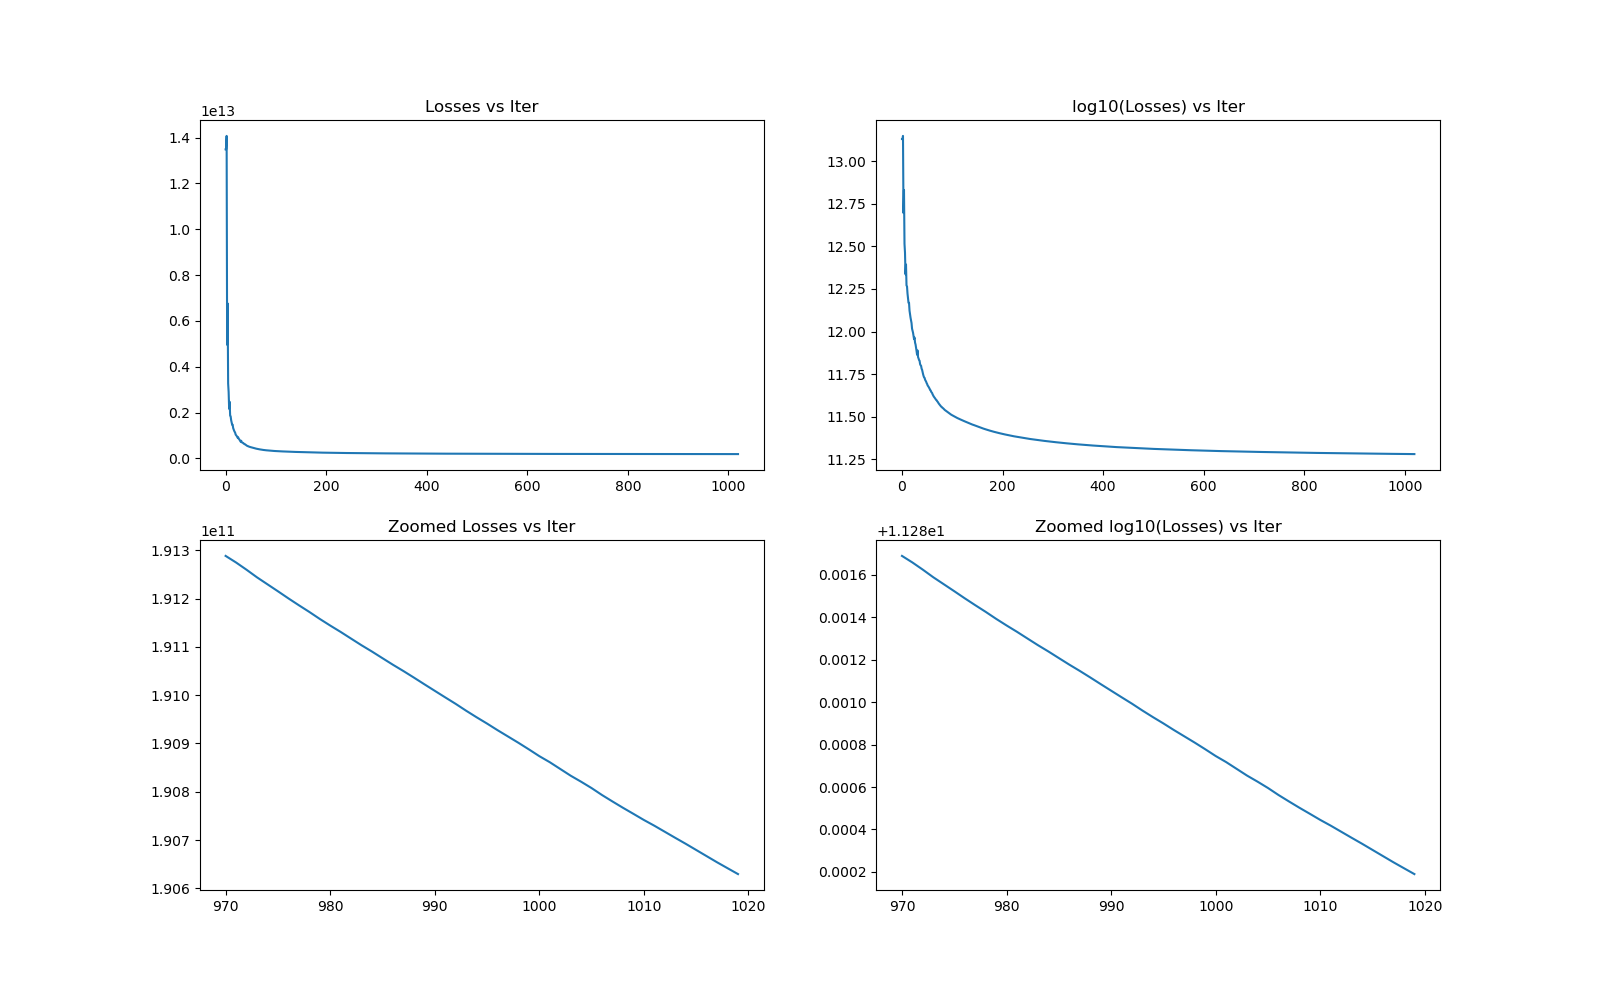 Losses vs Iter
1e13
1.4
1.2
1.0
0.8
0.6
0.4
0.2
0.0
0 200 400 600 800 1000
log10(Losses) vs Iter
13.00
12.75
12.50
12.25
12.00
11.75
11.50
11.25
0 200 400 600 800 1000
Zoomed Losses vs Iter
1e11
1.913
1.912
1.911
1.910
1.909
1.908
1.907
1.906
970 980 990 1000 1010 1020
Zoomed log10(Losses) vs Iter
+1.128e1
0.0016
0.0014
0.0012
0.0010
0.0008
0.0006
0.0004
0.0002
970 980 990 1000 1010 1020